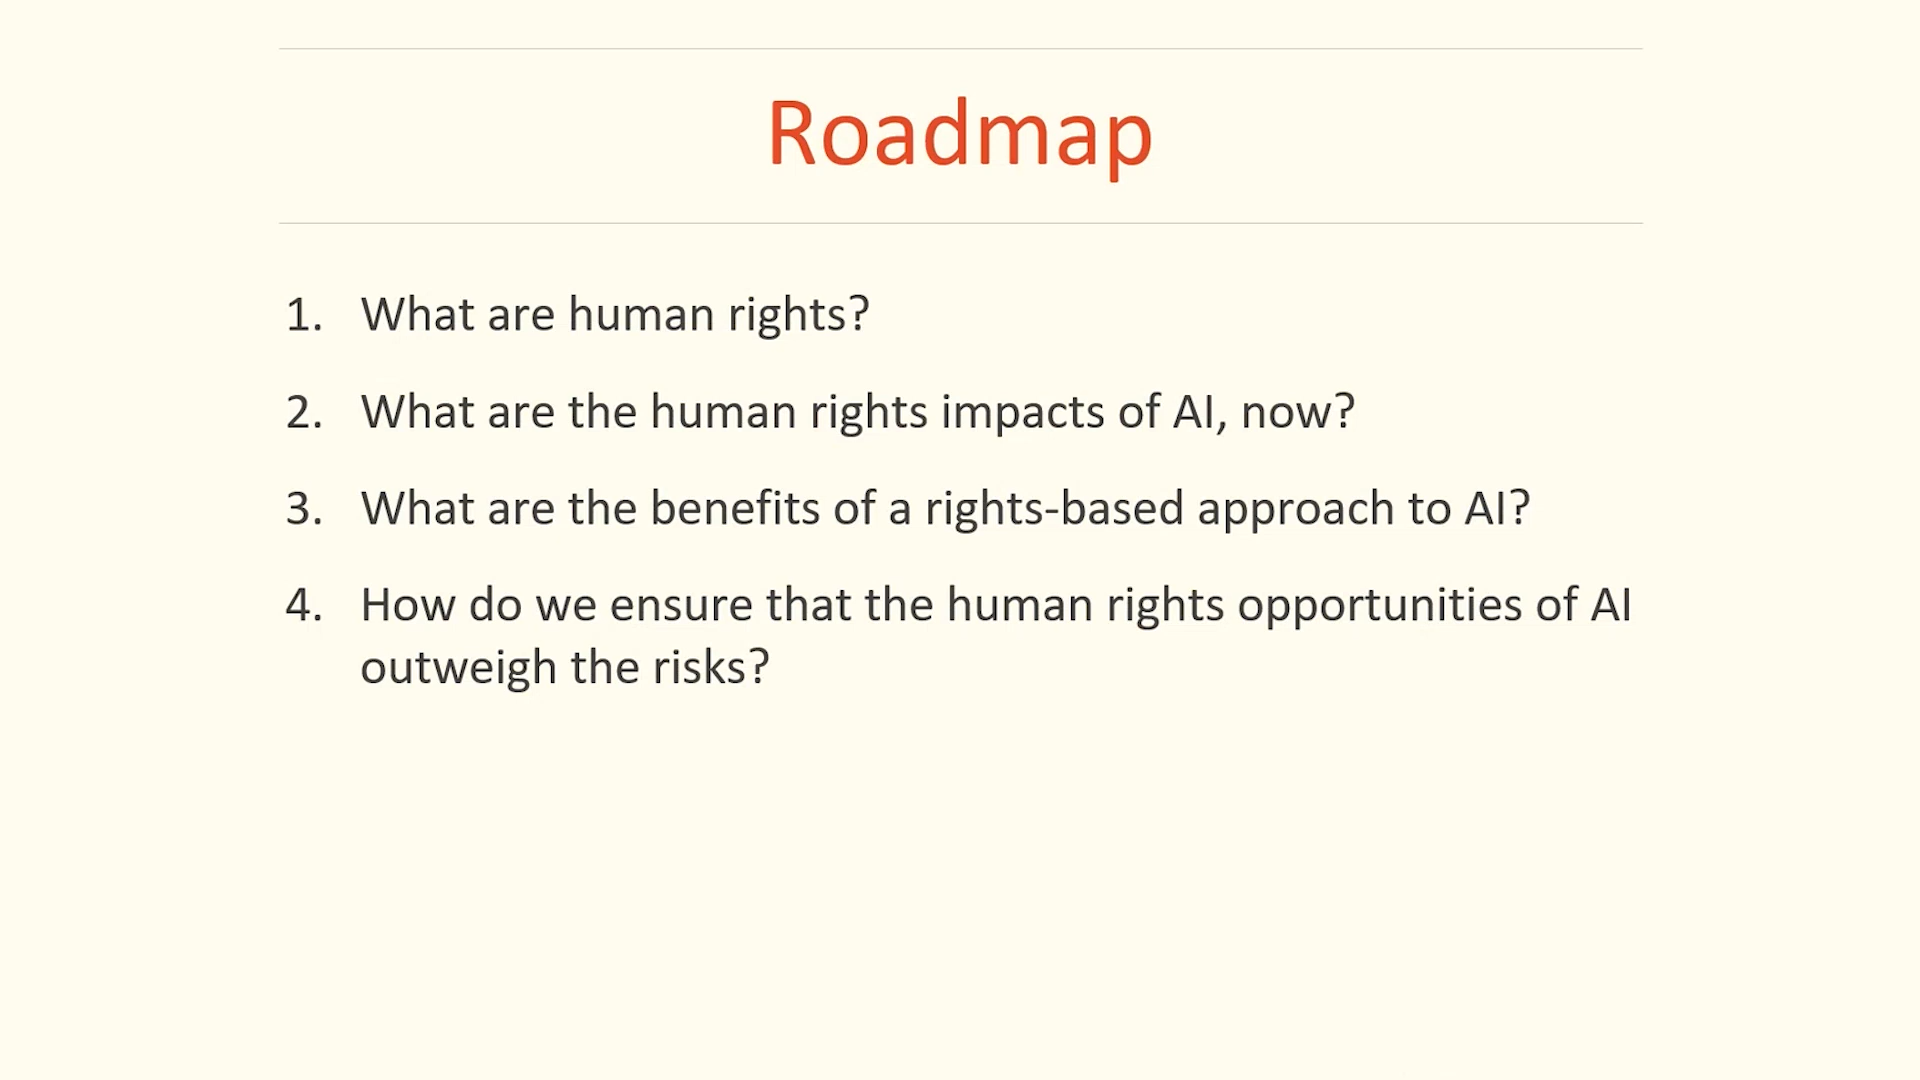 Roadmap
1. What are human rights?
2. What are the human rights impacts of AI, now?
3. What are the benefits of a rights-based approach to AI?
4. How do we ensure that the human rights opportunities of AI
outweigh the risks?